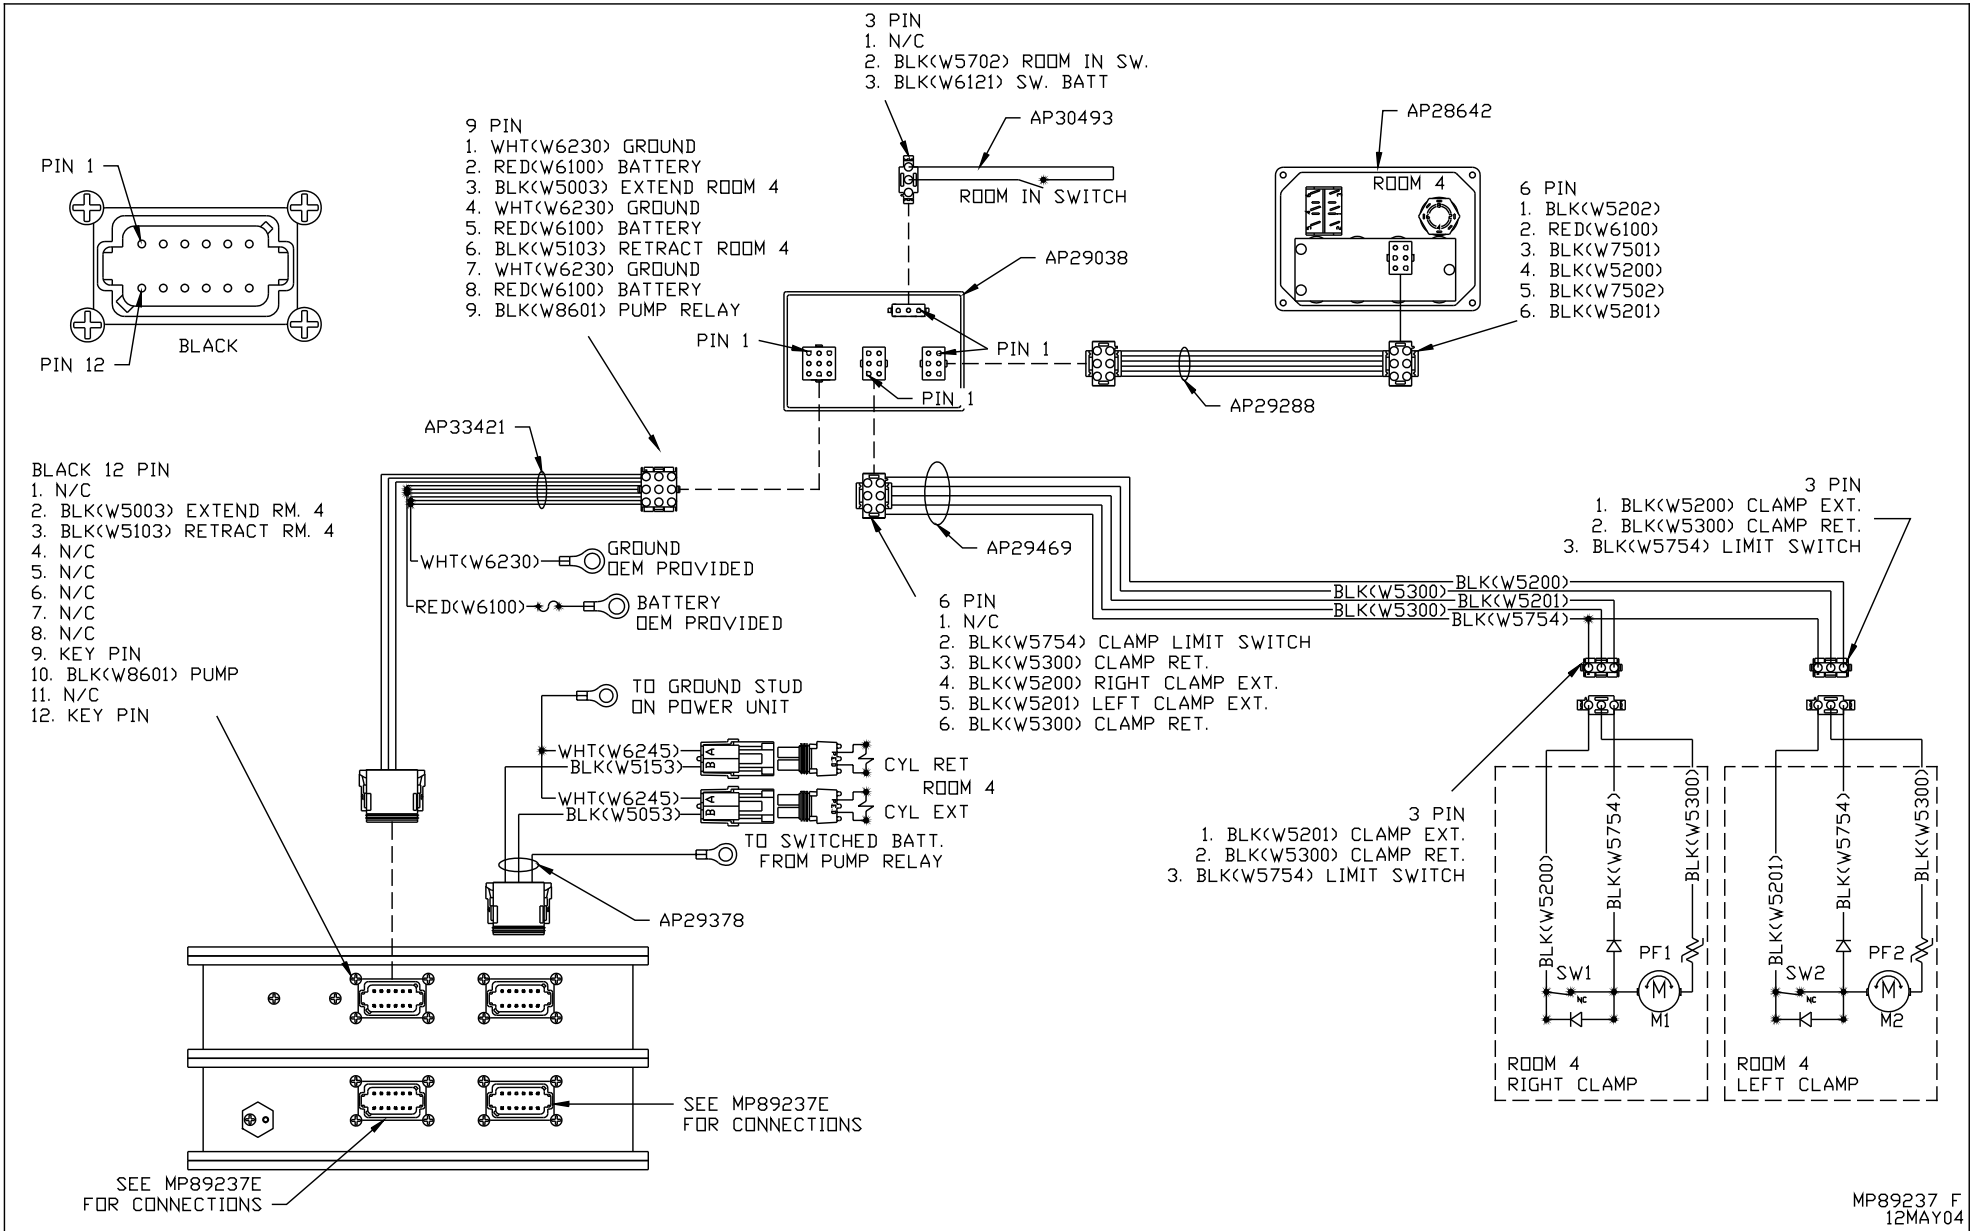 3 PIN
1. N/C
2. BLK(W5702) ROOM IN SW.
3. BLK(W6121) SW. BATT
AP30493
ROOM IN SWITCH
AP28642
ROOM 4
9 PIN
1. WHT(W6230) GROUND
2. RED(W6100) BATTERY
3. BLK(W5003) EXTEND ROOM 4
4. WHT(W6230) GROUND
5. RED(W6100) BATTERY
6. BLK(W5103) RETRACT ROOM 4
7. WHT(W6230) GROUND
8. RED(W6100) BATTERY
9. BLK(W8601) PUMP RELAY
PIN 1
PIN 12
BLACK
6 PIN
1. BLK(W5202)
2. RED(W6100)
3. BLK(W7501)
4. BLK(W5200)
5. BLK(W7502)
6. BLK(W5201)
AP29038
PIN 1
PIN 1
PIN 1
AP29288
AP33421
BLACK 12 PIN
1. N/C
2. BLK(W5003) EXTEND RM. 4
3. BLK(W5103) RETRACT RM. 4
4. N/C
5. N/C
6. N/C
7. N/C
8. N/C
9. KEY PIN
10. BLK(W8601) PUMP
11. N/C
12. KEY PIN
WHT(W6230)
GROUND
OEM PROVIDED
RED(W6100)
BATTERY
OEM PROVIDED
AP29469
6 PIN
1. N/C
2. BLK(W5754) CLAMP LIMIT SWITCH
3. BLK(W5300) CLAMP RET.
4. BLK(W5200) RIGHT CLAMP EXT.
5. BLK(W5201) LEFT CLAMP EXT.
6. BLK(W5300) CLAMP RET.
3 PIN
1. BLK(W5200) CLAMP EXT.
2. BLK(W5300) CLAMP RET.
3. BLK(W5754) LIMIT SWITCH
BLK(W5200)
BLK(W5300)
BLK(W5201)
BLK(W5300)
BLK(W5754)
TO GROUND STUD
ON POWER UNIT
WHT(W6245)
BLK(W5153)
A
B
CYL RET
ROOM 4
WHT(W6245)
BLK(W5053)
A
B
CYL EXT
TO SWITCHED BATT.
FROM PUMP RELAY
AP29378
3 PIN
1. BLK(W5201) CLAMP EXT.
2. BLK(W5300) CLAMP RET.
3. BLK(W5754) LIMIT SWITCH
BLK(W5200)
BLK(W5754)
BLK(W5300)
SW1
NC
PF1
M
M1
ROOM 4
RIGHT CLAMP
BLK(W5201)
BLK(W5754)
BLK(W5300)
SW2
NC
PF2
M
M2
ROOM 4
LEFT CLAMP
SEE MP89237E
FOR CONNECTIONS
SEE MP89237E
FOR CONNECTIONS
MP89237 F
12MAY04